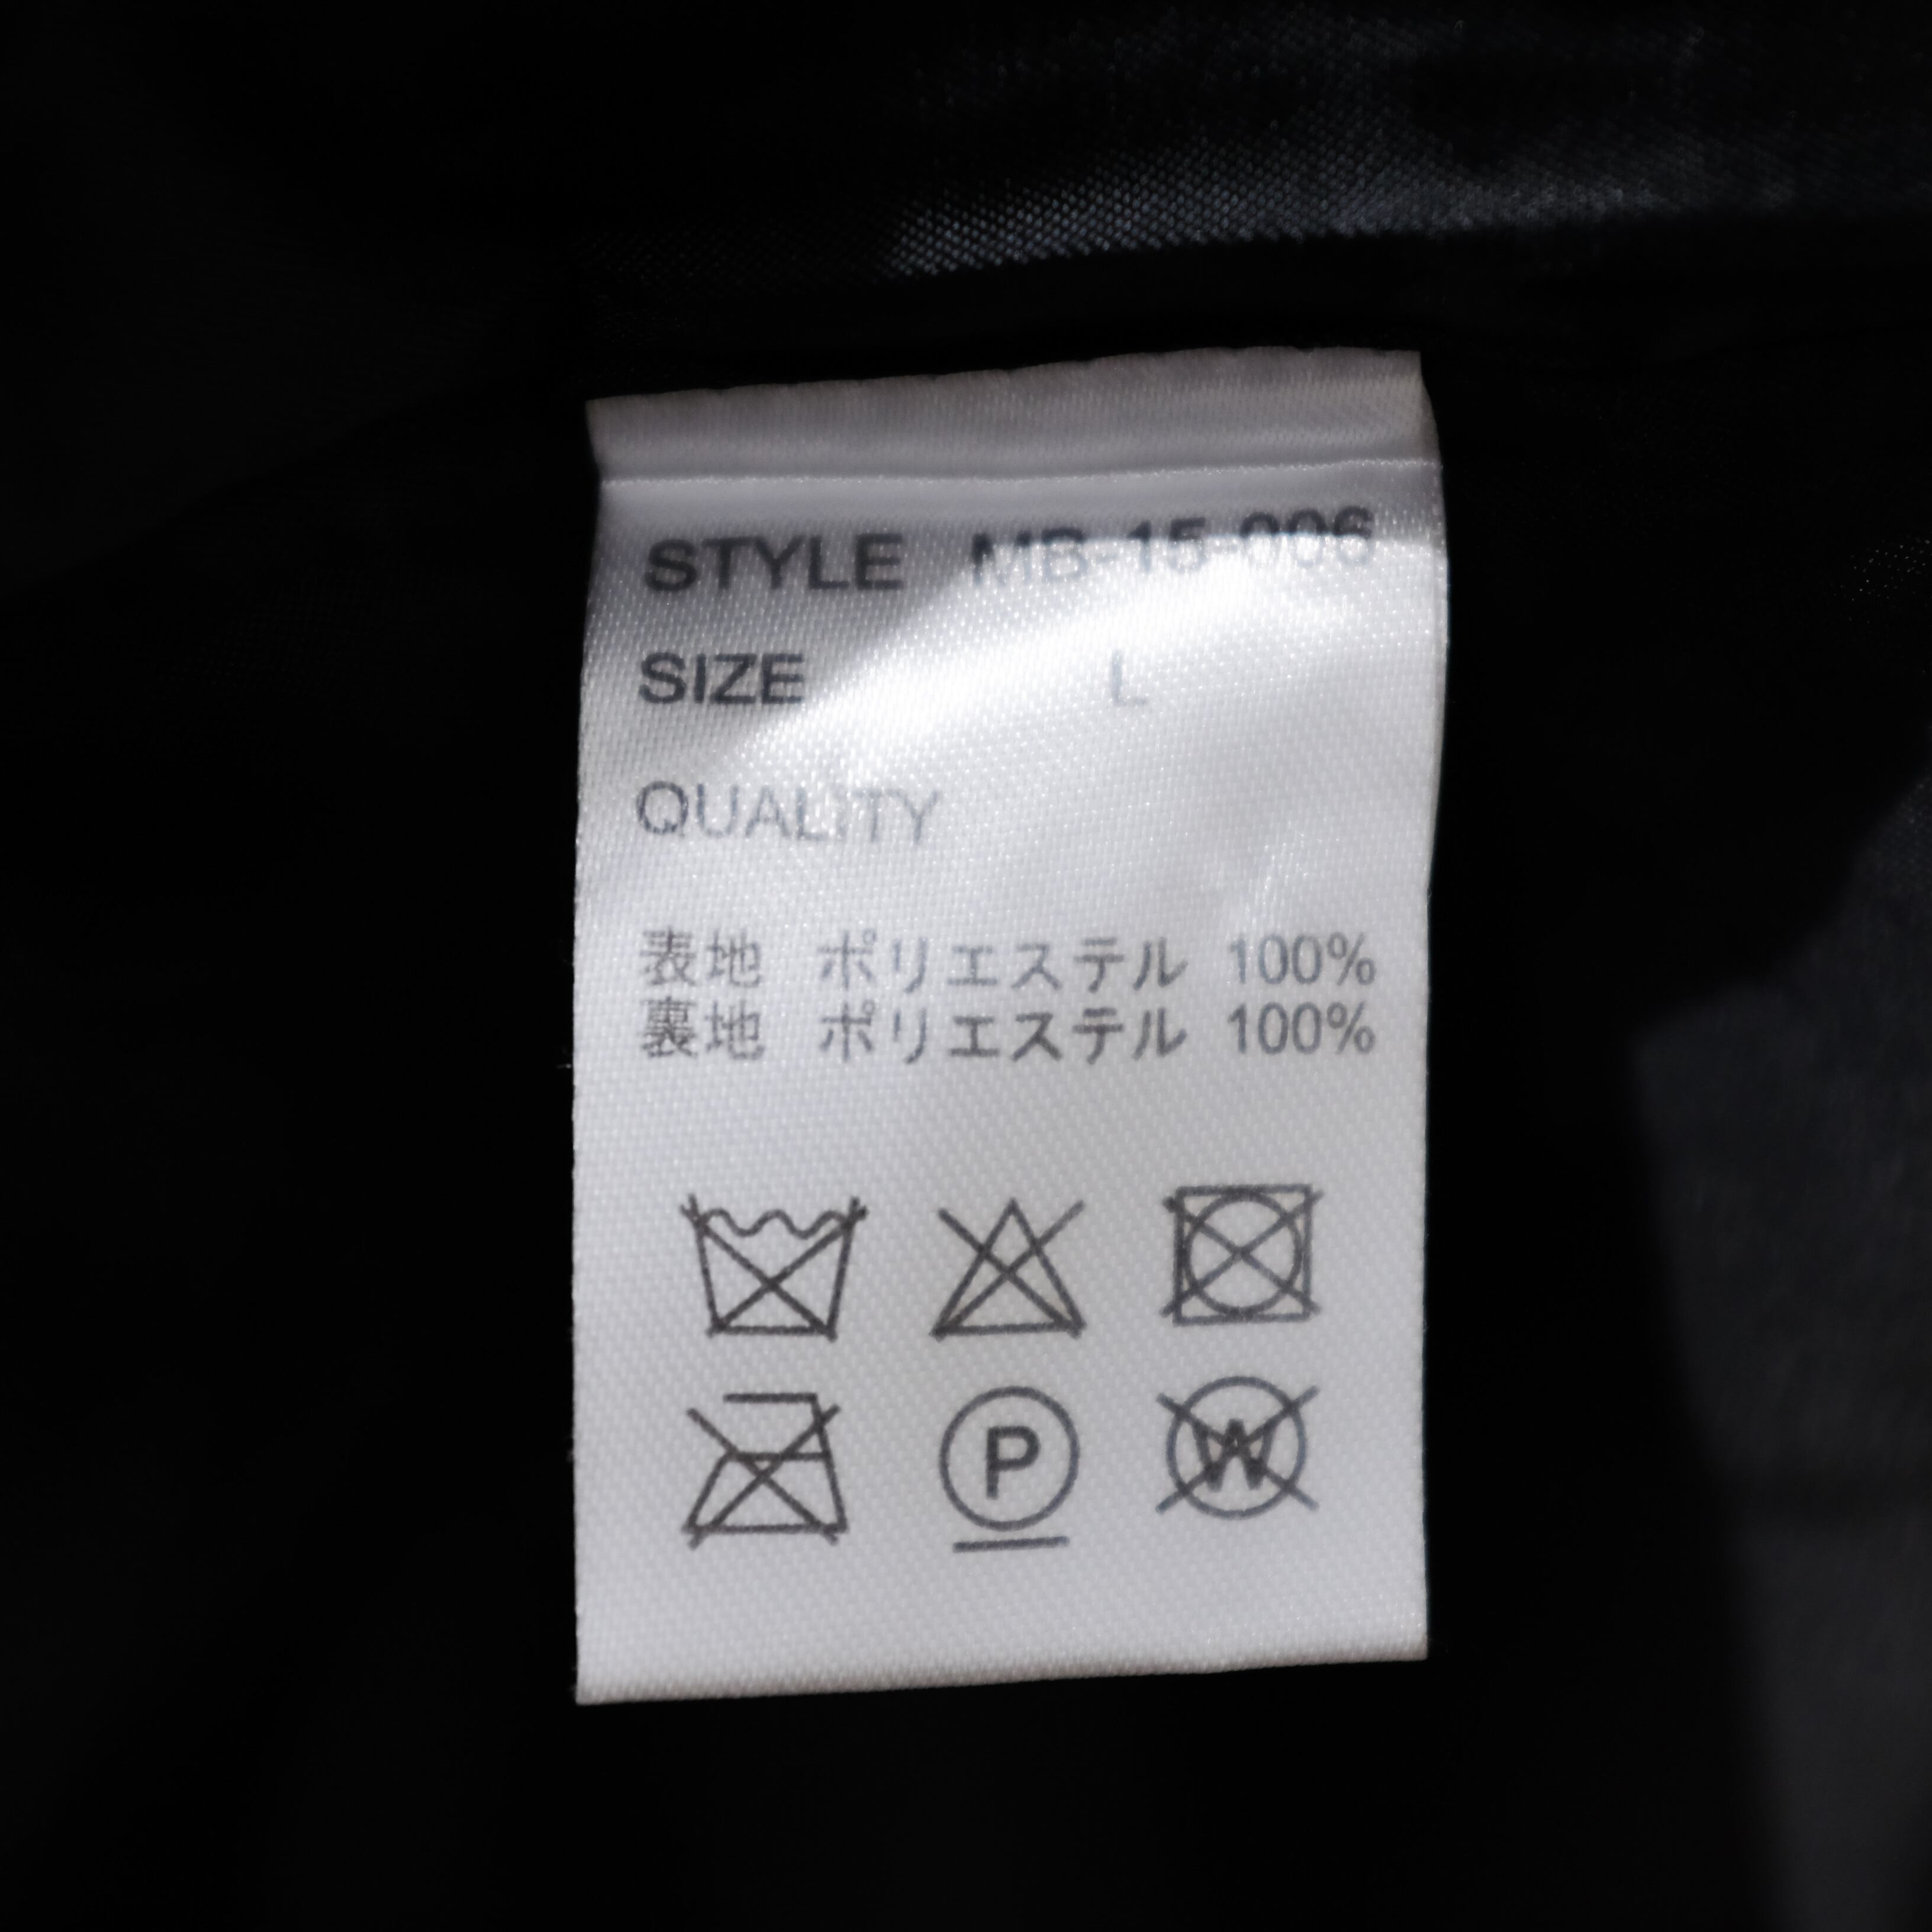 STYLE MB-15-006
SIZE L
QUALITY
表地 ポリエステル 100%
裏地 ポリエステル 100%
P W